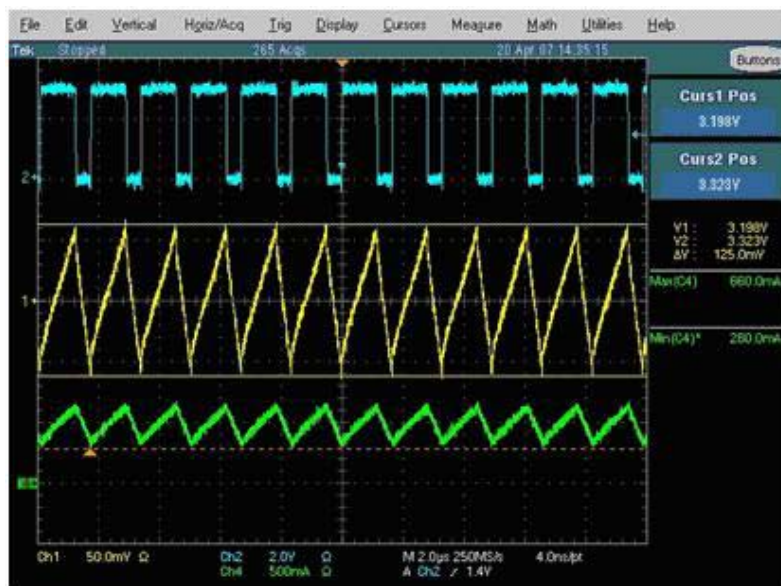 File Edit Vertical Horiz/Acq Trig Display Cursors Measure Math Utilities Help
Tek Stopped 265 Acqs 20 Apr 07 14:35:15
Buttons
Curs1 Pos
3.198V
Curs2 Pos
3.323V
2
V1: 3.198V
V2: 3.323V
ΔV: 125.0mV
Max(C4) 660.0mA
1
Min(C4)* 280.0mA
Ch1 50.0mV Ω Ch2 2.0V Ω M 2.0µs 250MS/s 4.0ns/pt
Ch4 500mA Ω A Ch2 / 1.4V